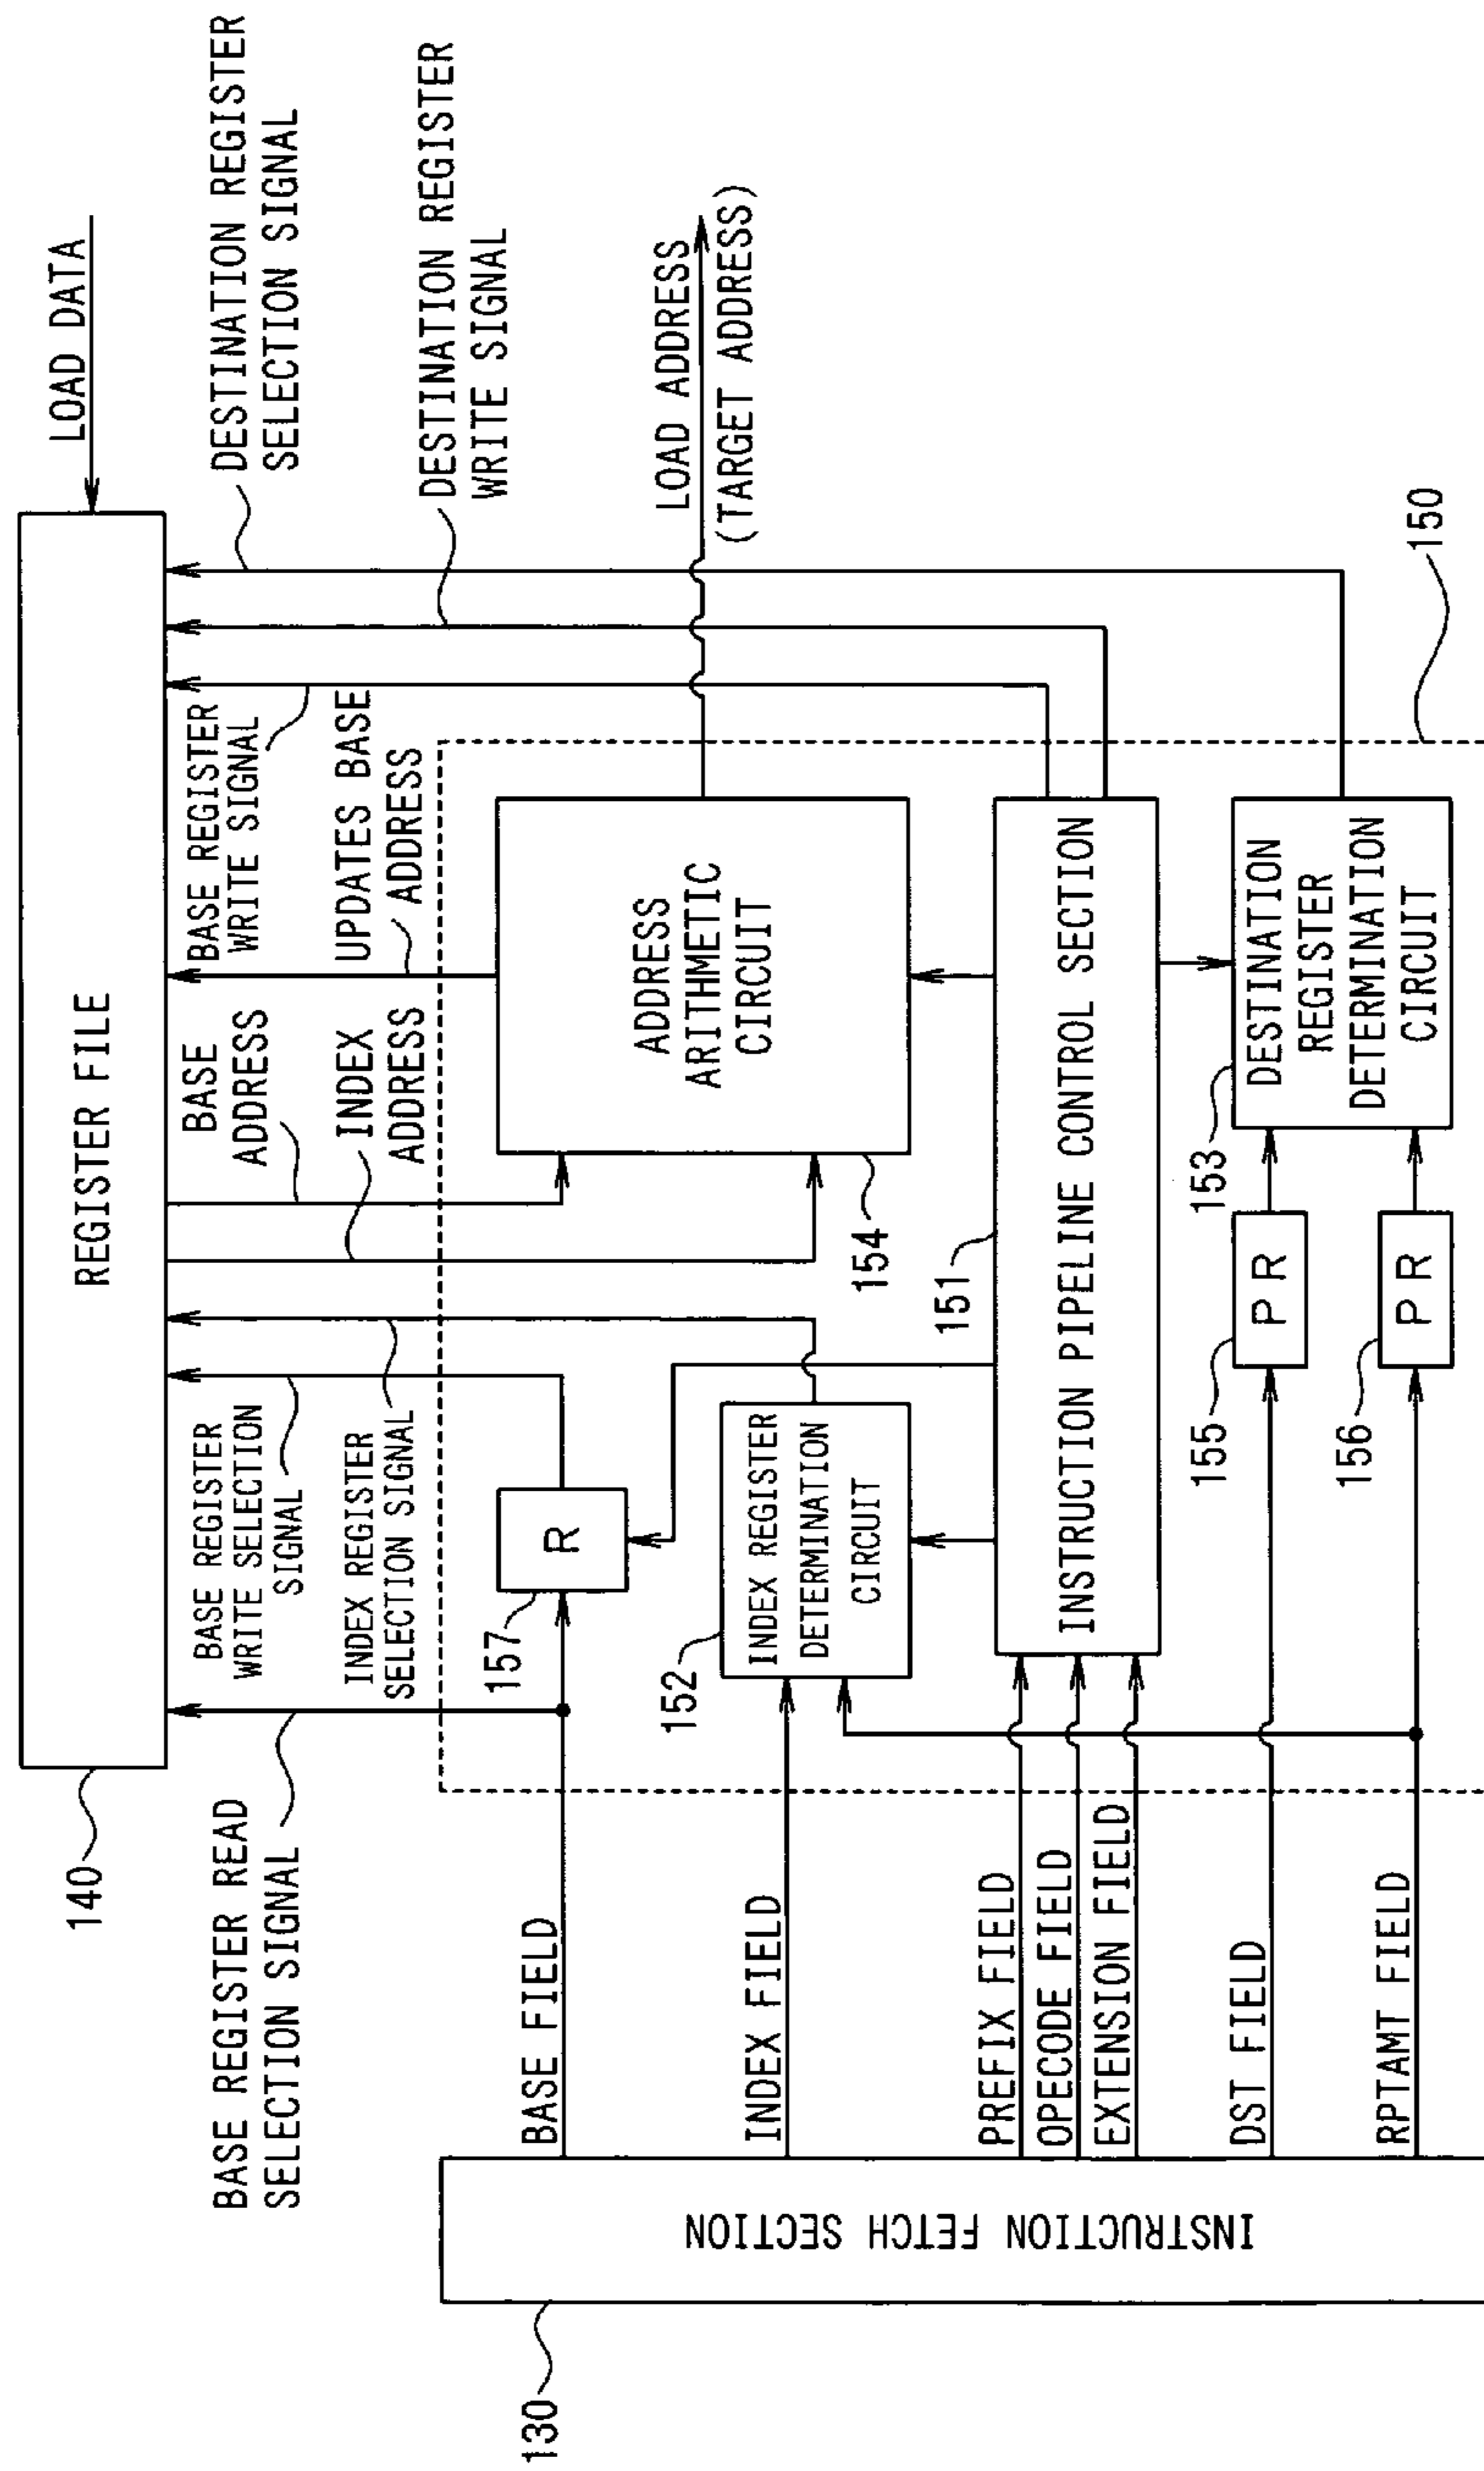 LOAD DATA
REGISTER FILE
140
DESTINATION REGISTER
SELECTION SIGNAL
DESTINATION REGISTER
WRITE SIGNAL
BASE REGISTER
WRITE SIGNAL
UPDATES BASE
ADDRESS
BASE
ADDRESS
INDEX
ADDRESS
BASE REGISTER
WRITE SELECTION
SIGNAL
INDEX REGISTER
SELECTION SIGNAL
BASE REGISTER READ
SELECTION SIGNAL
LOAD ADDRESS
(TARGET ADDRESS)
150
BASE FIELD
157
R
ADDRESS
ARITHMETIC
CIRCUIT
154
INDEX FIELD
152
INDEX REGISTER
DETERMINATION
CIRCUIT
151
PREFIX FIELD
OPECODE FIELD
EXTENSION FIELD
INSTRUCTION PIPELINE CONTROL SECTION
DST FIELD
155
PR
153
DESTINATION
REGISTER
DETERMINATION
CIRCUIT
RPTAMT FIELD
156
PR
INSTRUCTION FETCH SECTION
130